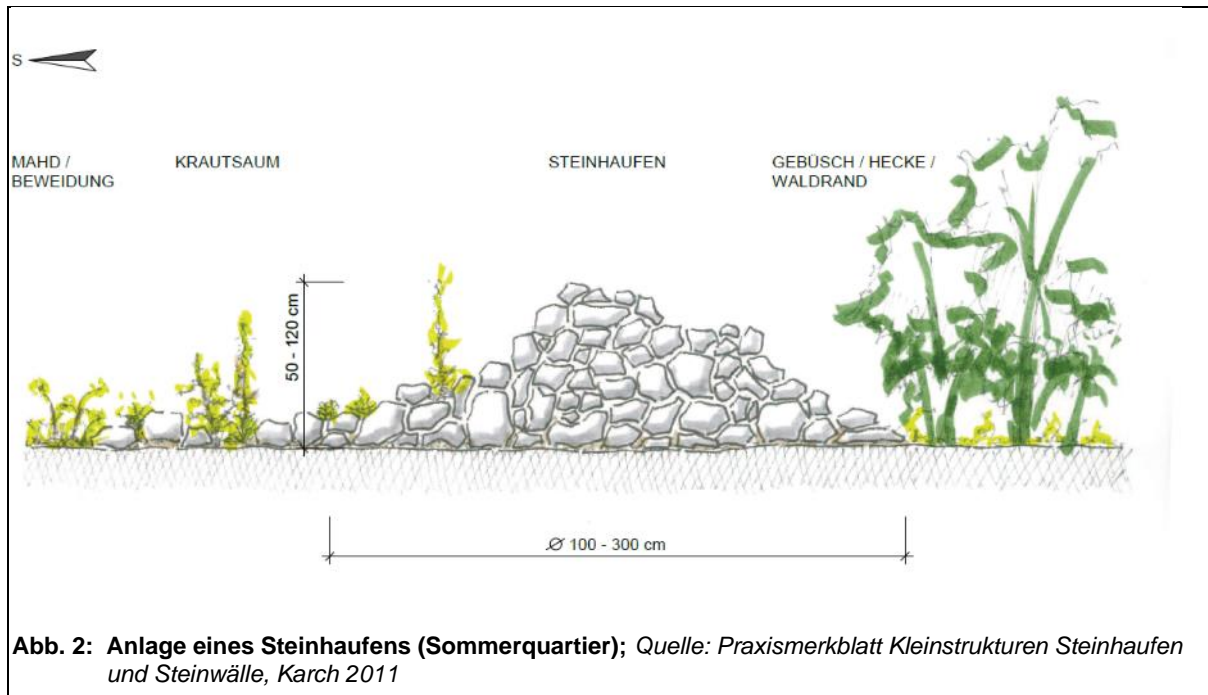 S
MAHD /
BEWEIDUNG
KRAUTSAUM
STEINHAUFEN
GEBÜSCH / HECKE /
WALDRAND
50 - 120 cm
Ø 100 - 300 cm
Abb. 2: Anlage eines Steinhaufens (Sommerquartier); Quelle: Praxismerkblatt Kleinstrukturen Steinhaufen
und Steinwälle, Karch 2011